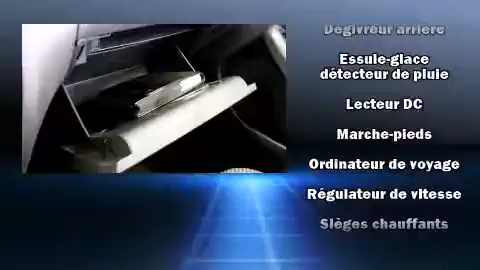 Dégivreur arrière
Essuie-glace
détecteur de pluie
Lecteur DC
Marche-pieds
Ordinateur de voyage
Régulateur de vitesse
Sièges chauffants